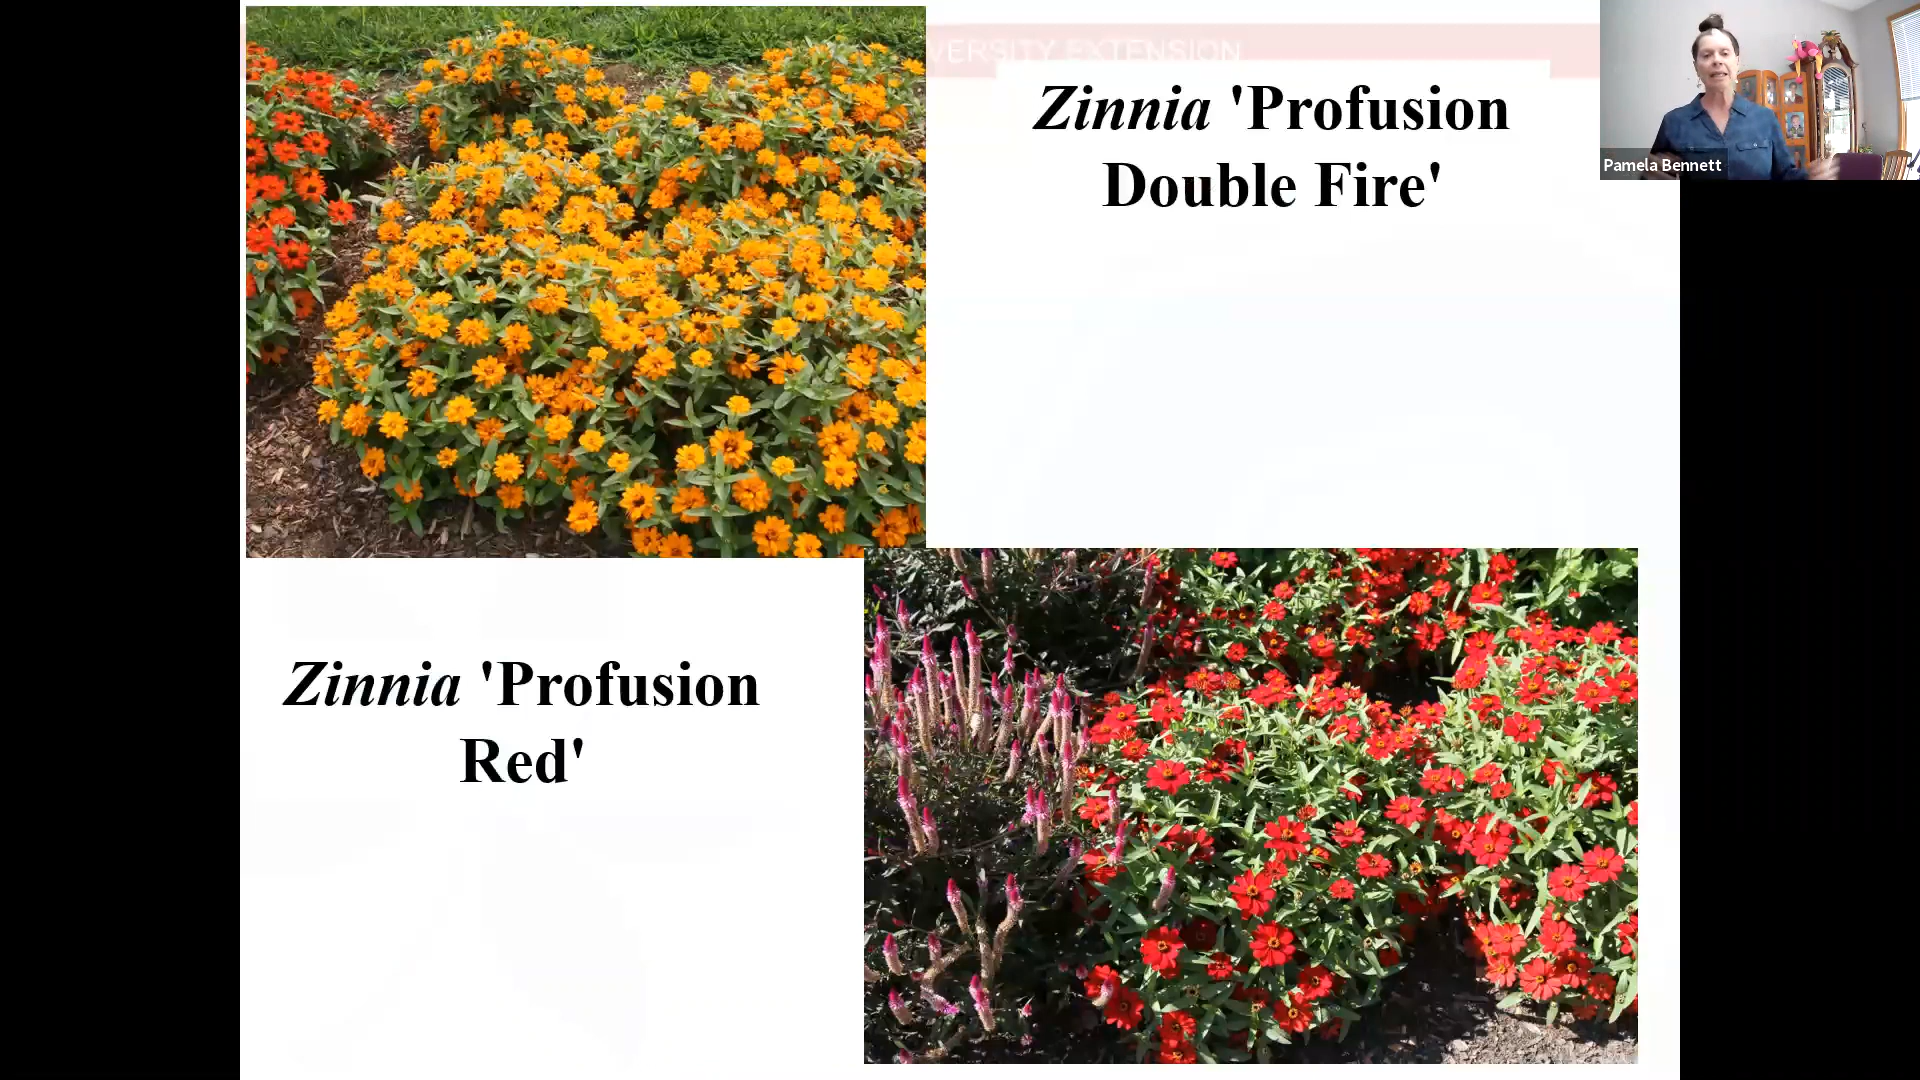 VERSITY EXTENSION
Zinnia 'Profusion
Double Fire'
Pamela Bennett
Zinnia 'Profusion
Red'